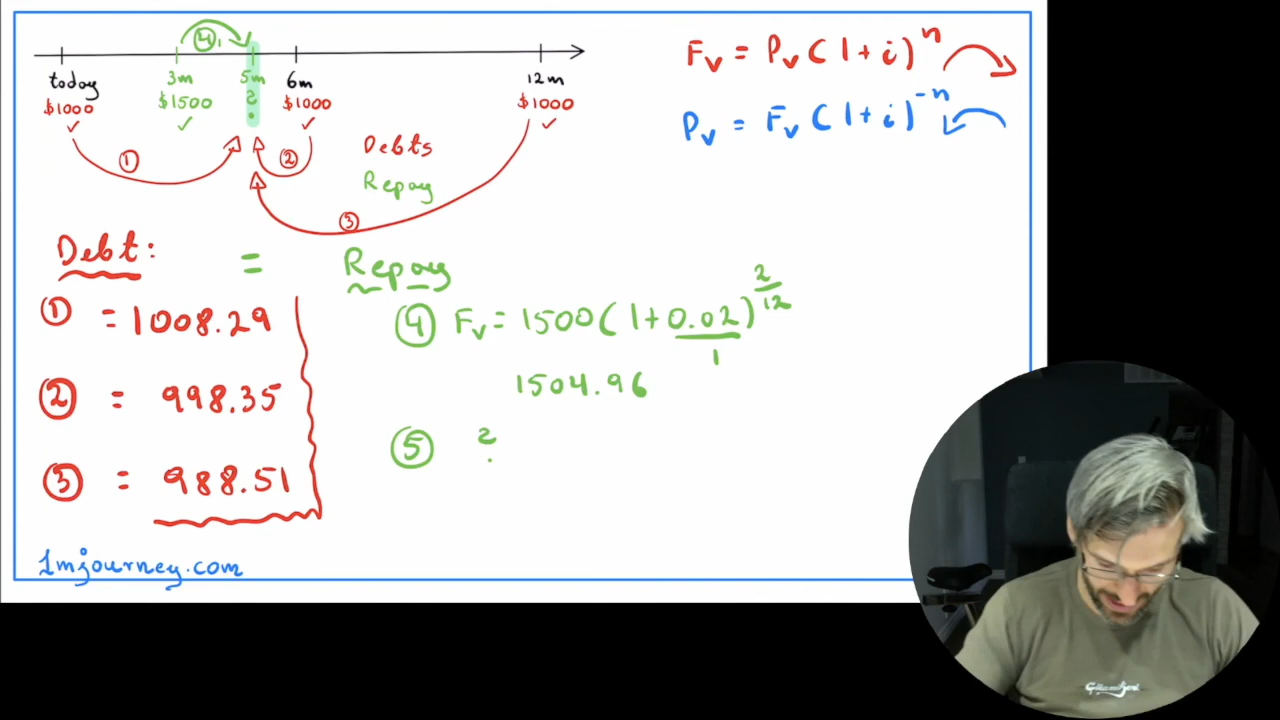 ④
today 3m 5m 6m 12m
$1000 $1500 ? $1000 $1000
① ② ③
Debts
Repay
Fv = Pv (1+i)^n
Pv = Fv (1+i)^-n
Debt: = Repay
① = 1008.29
② = 998.35
③ = 988.51
④ Fv = 1500 (1+ 0.02/1)^2/12
1504.96
⑤ ?
1mjourney.com